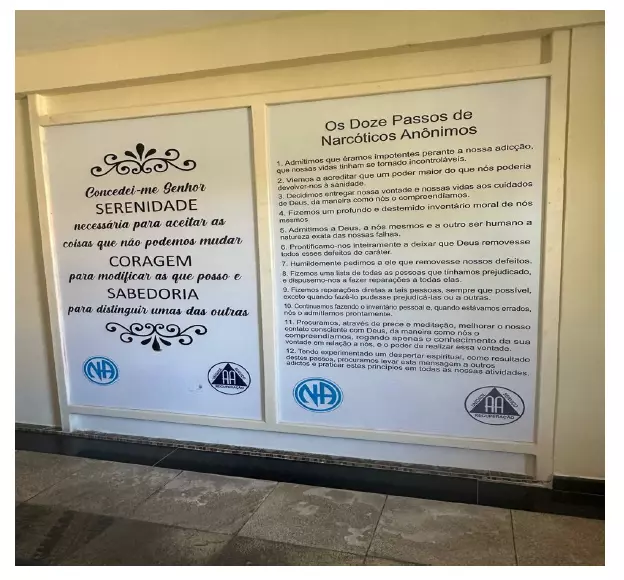 Concedei-me Senhor
SERENIDADE
necessária para aceitar as
coisas que não podemos mudar
CORAGEM
para modificar as que posso e
SABEDORIA
para distinguir umas das outras
NA
AA
RECUPERAÇÃO
Os Doze Passos de
Narcóticos Anônimos
1. Admitimos que éramos impotentes perante a nossa adicção,
que nossas vidas tinham se tornado incontroláveis.
2. Viemos a acreditar que um poder maior do que nós poderia
devolver-nos à sanidade.
3. Decidimos entregar nossa vontade e nossas vidas aos cuidados
de Deus, da maneira como nós o compreendíamos.
4. Fizemos um profundo e destemido inventário moral de nós
mesmos.
5. Admitimos a Deus, a nós mesmos e a outro ser humano a
natureza exata das nossas falhas.
6. Prontificamo-nos inteiramente a deixar que Deus removesse
todos esses defeitos de caráter.
7. Humildemente pedimos a ele que removesse nossos defeitos.
8. Fizemos uma lista de todas as pessoas que tínhamos prejudicado,
e dispusemo-nos a fazer reparações a todas elas.
9. Fizemos reparações diretas a tais pessoas, sempre que possível,
exceto quando fazê-lo pudesse prejudicá-las ou a outras.
10. Continuamos fazendo o inventário pessoal e, quando estávamos errados,
nós o admitíamos prontamente.
11. Procuramos, através de prece e meditação, melhorar o nosso
contato consciente com Deus, da maneira como nós o
compreendíamos, rogando apenas o conhecimento da sua
vontade em relação a nós, e o poder de realizar essa vontade.
12. Tendo experimentado um despertar espiritual, como resultado
destes passos, procuramos levar esta mensagem a outros
adictos e praticar estes princípios em todas as nossas atividades.
NA
AA
RECUPERAÇÃO